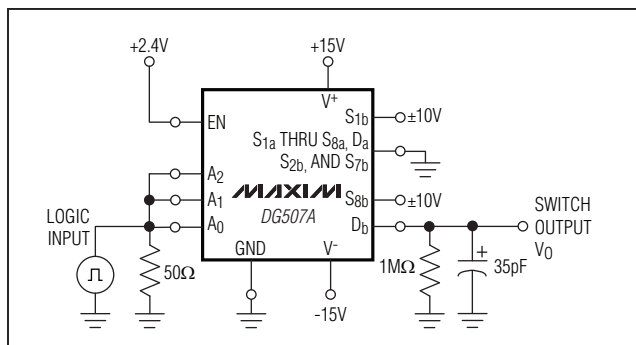 +2.4V
+15V
V+
EN
S1b
±10V
S1a THRU S8a, Da
S2b, AND S7b
A2
A1
A0
MAXIM
DG507A
S8b
±10V
Db
LOGIC
INPUT
SWITCH
OUTPUT
VO
GND
V-
50Ω
1MΩ
+
35pF
-15V